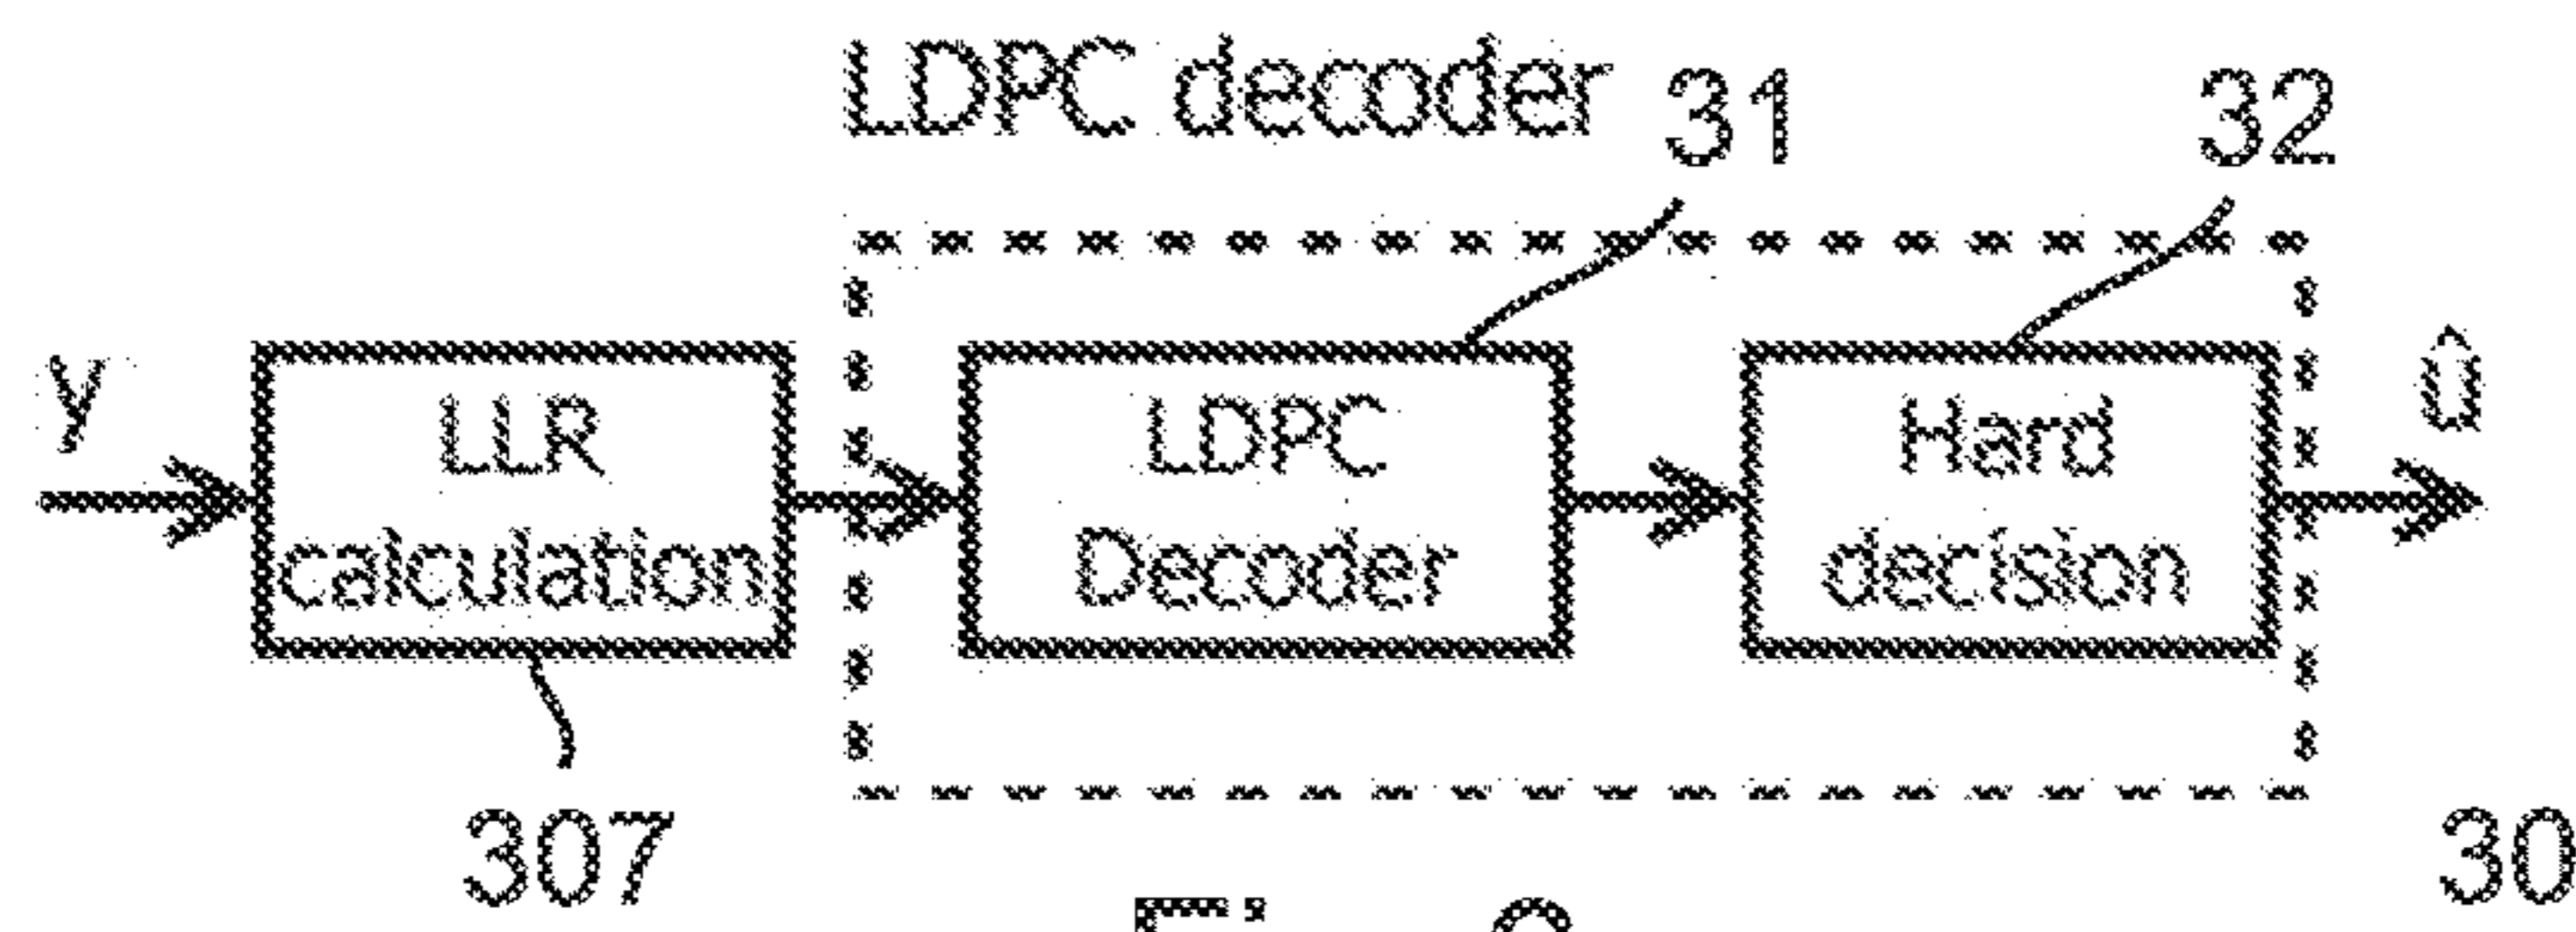 LDPC decoder
31
32
y
LLR
calculation
LDPC
Decoder
Hard
decision
û
307
30